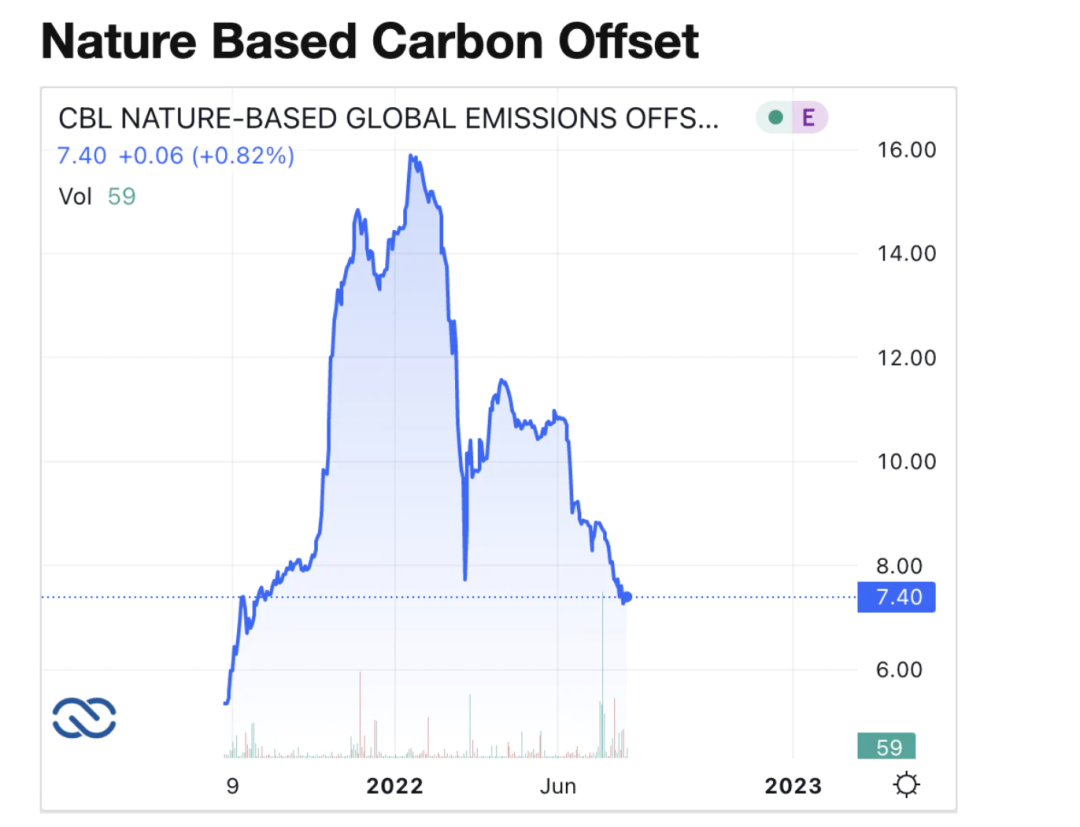 Nature Based Carbon Offset
CBL NATURE-BASED GLOBAL EMISSIONS OFFS... E
7.40 +0.06 (+0.82%)
Vol 59
16.00
14.00
12.00
10.00
8.00
7.40
6.00
59
9 2022 Jun 2023